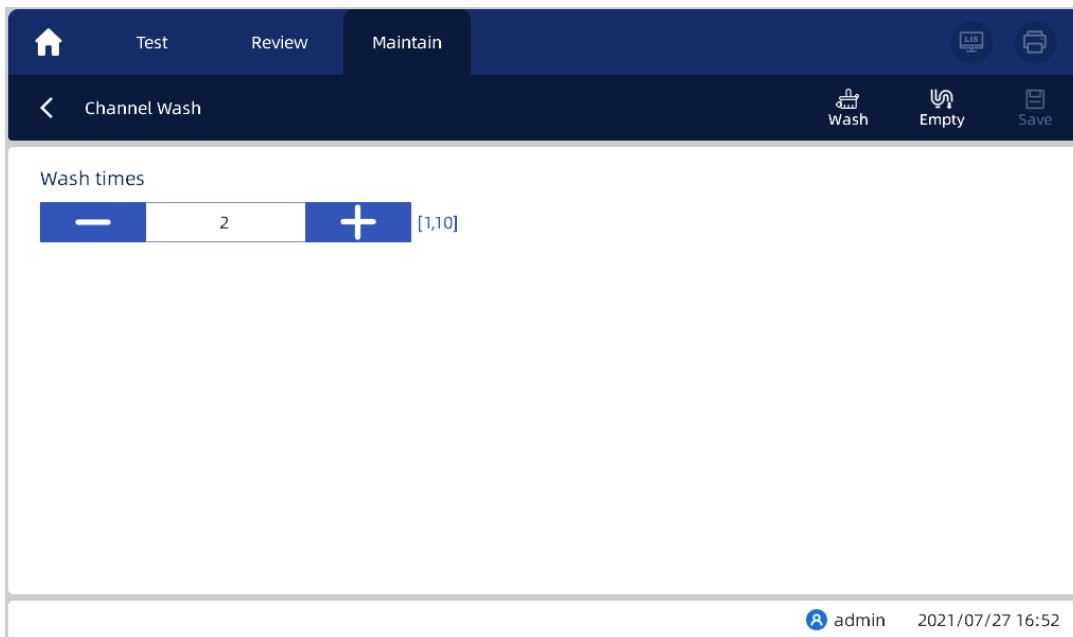 Test Review Maintain LIS
Channel Wash Wash Empty Save
Wash times
2 [1,10]
admin 2021/07/27 16:52